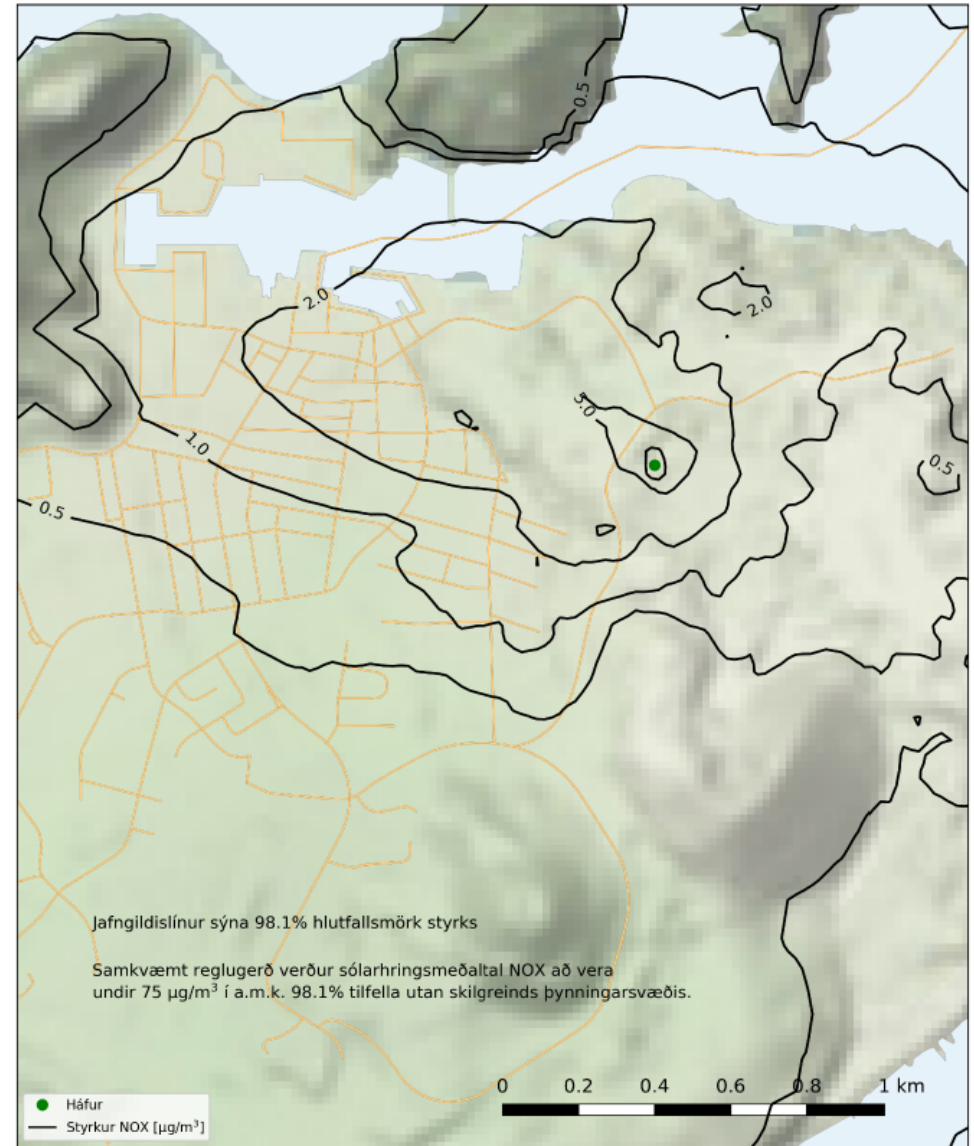 0.5
2.0
2.0
5.0
1.0
0.5
0.5
Jafngildislínur sýna 98.1% hlutfallsmörk styrks
Samkvæmt reglugerð verður sólarhringsmeðaltal NOX að vera
undir 75 µg/m³ í a.m.k. 98.1% tilfella utan skilgreinds þynningarsvæðis.
0 0.2 0.4 0.6 0.8 1 km
Háfur
Styrkur NOX [µg/m³]